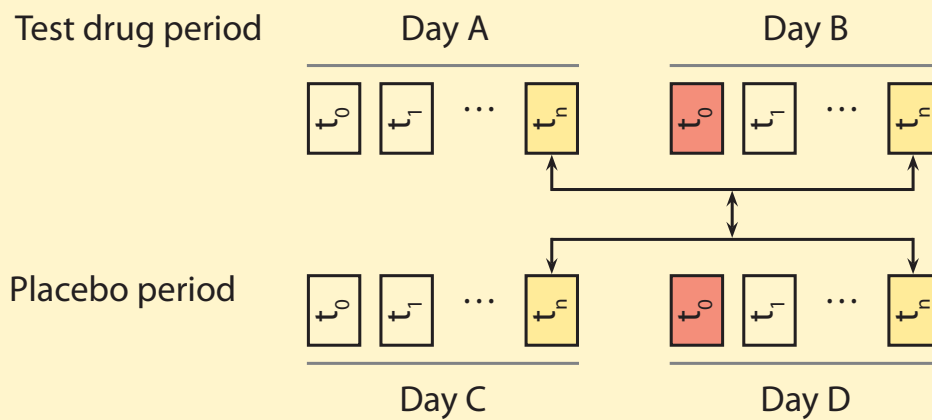 Test drug period Day A Day B
t0 t1 … tn t0 t1 … tn
Placebo period t0 t1 … tn t0 t1 … tn
Day C Day D